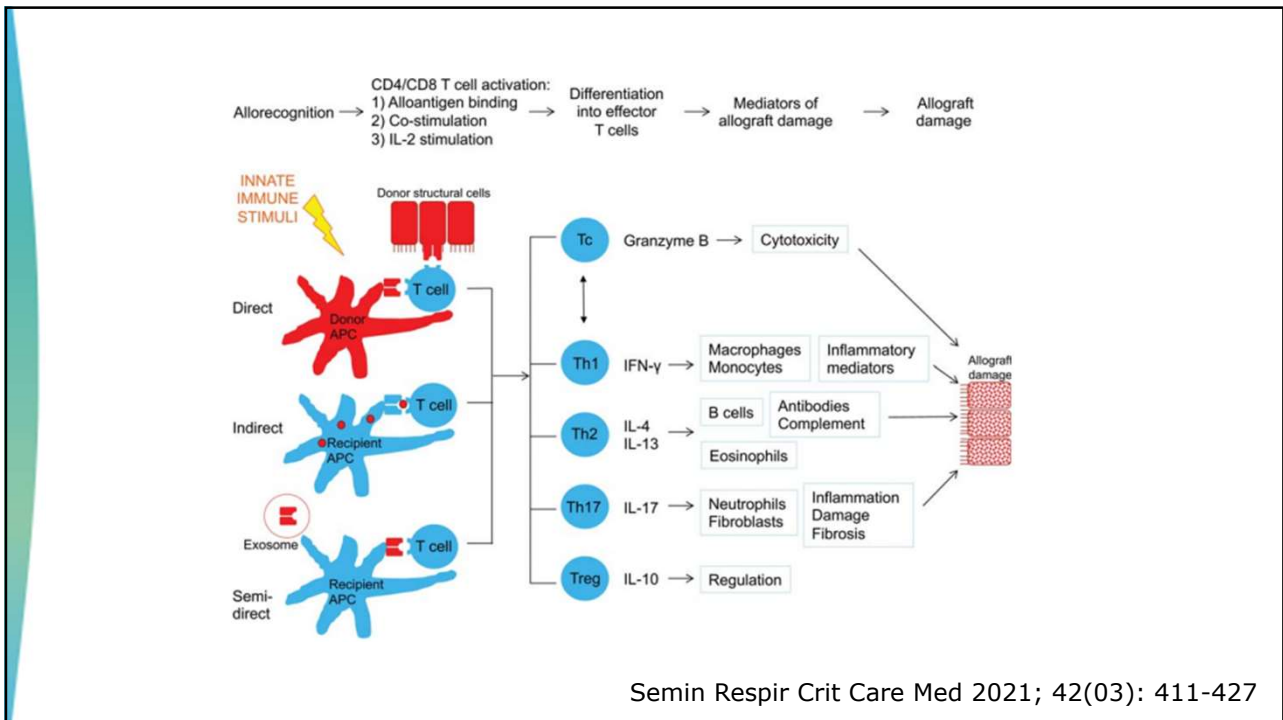 Allorecognition
CD4/CD8 T cell activation:
1) Alloantigen binding
2) Co-stimulation
3) IL-2 stimulation
Differentiation
into effector
T cells
Mediators of
allograft damage
Allograft
damage
INNATE
IMMUNE
STIMULI
Donor structural cells
Direct
Donor
APC
T cell
Indirect
Recipient
APC
T cell
Exosome
Semi-
direct
Recipient
APC
T cell
Tc
Granzyme B
Cytotoxicity
Th1
IFN-γ
Macrophages
Monocytes
Inflammatory
mediators
Th2
IL-4
IL-13
B cells
Eosinophils
Antibodies
Complement
Th17
IL-17
Neutrophils
Fibroblasts
Inflammation
Damage
Fibrosis
Treg
IL-10
Regulation
Allograft
damage
Semin Respir Crit Care Med 2021; 42(03): 411-427